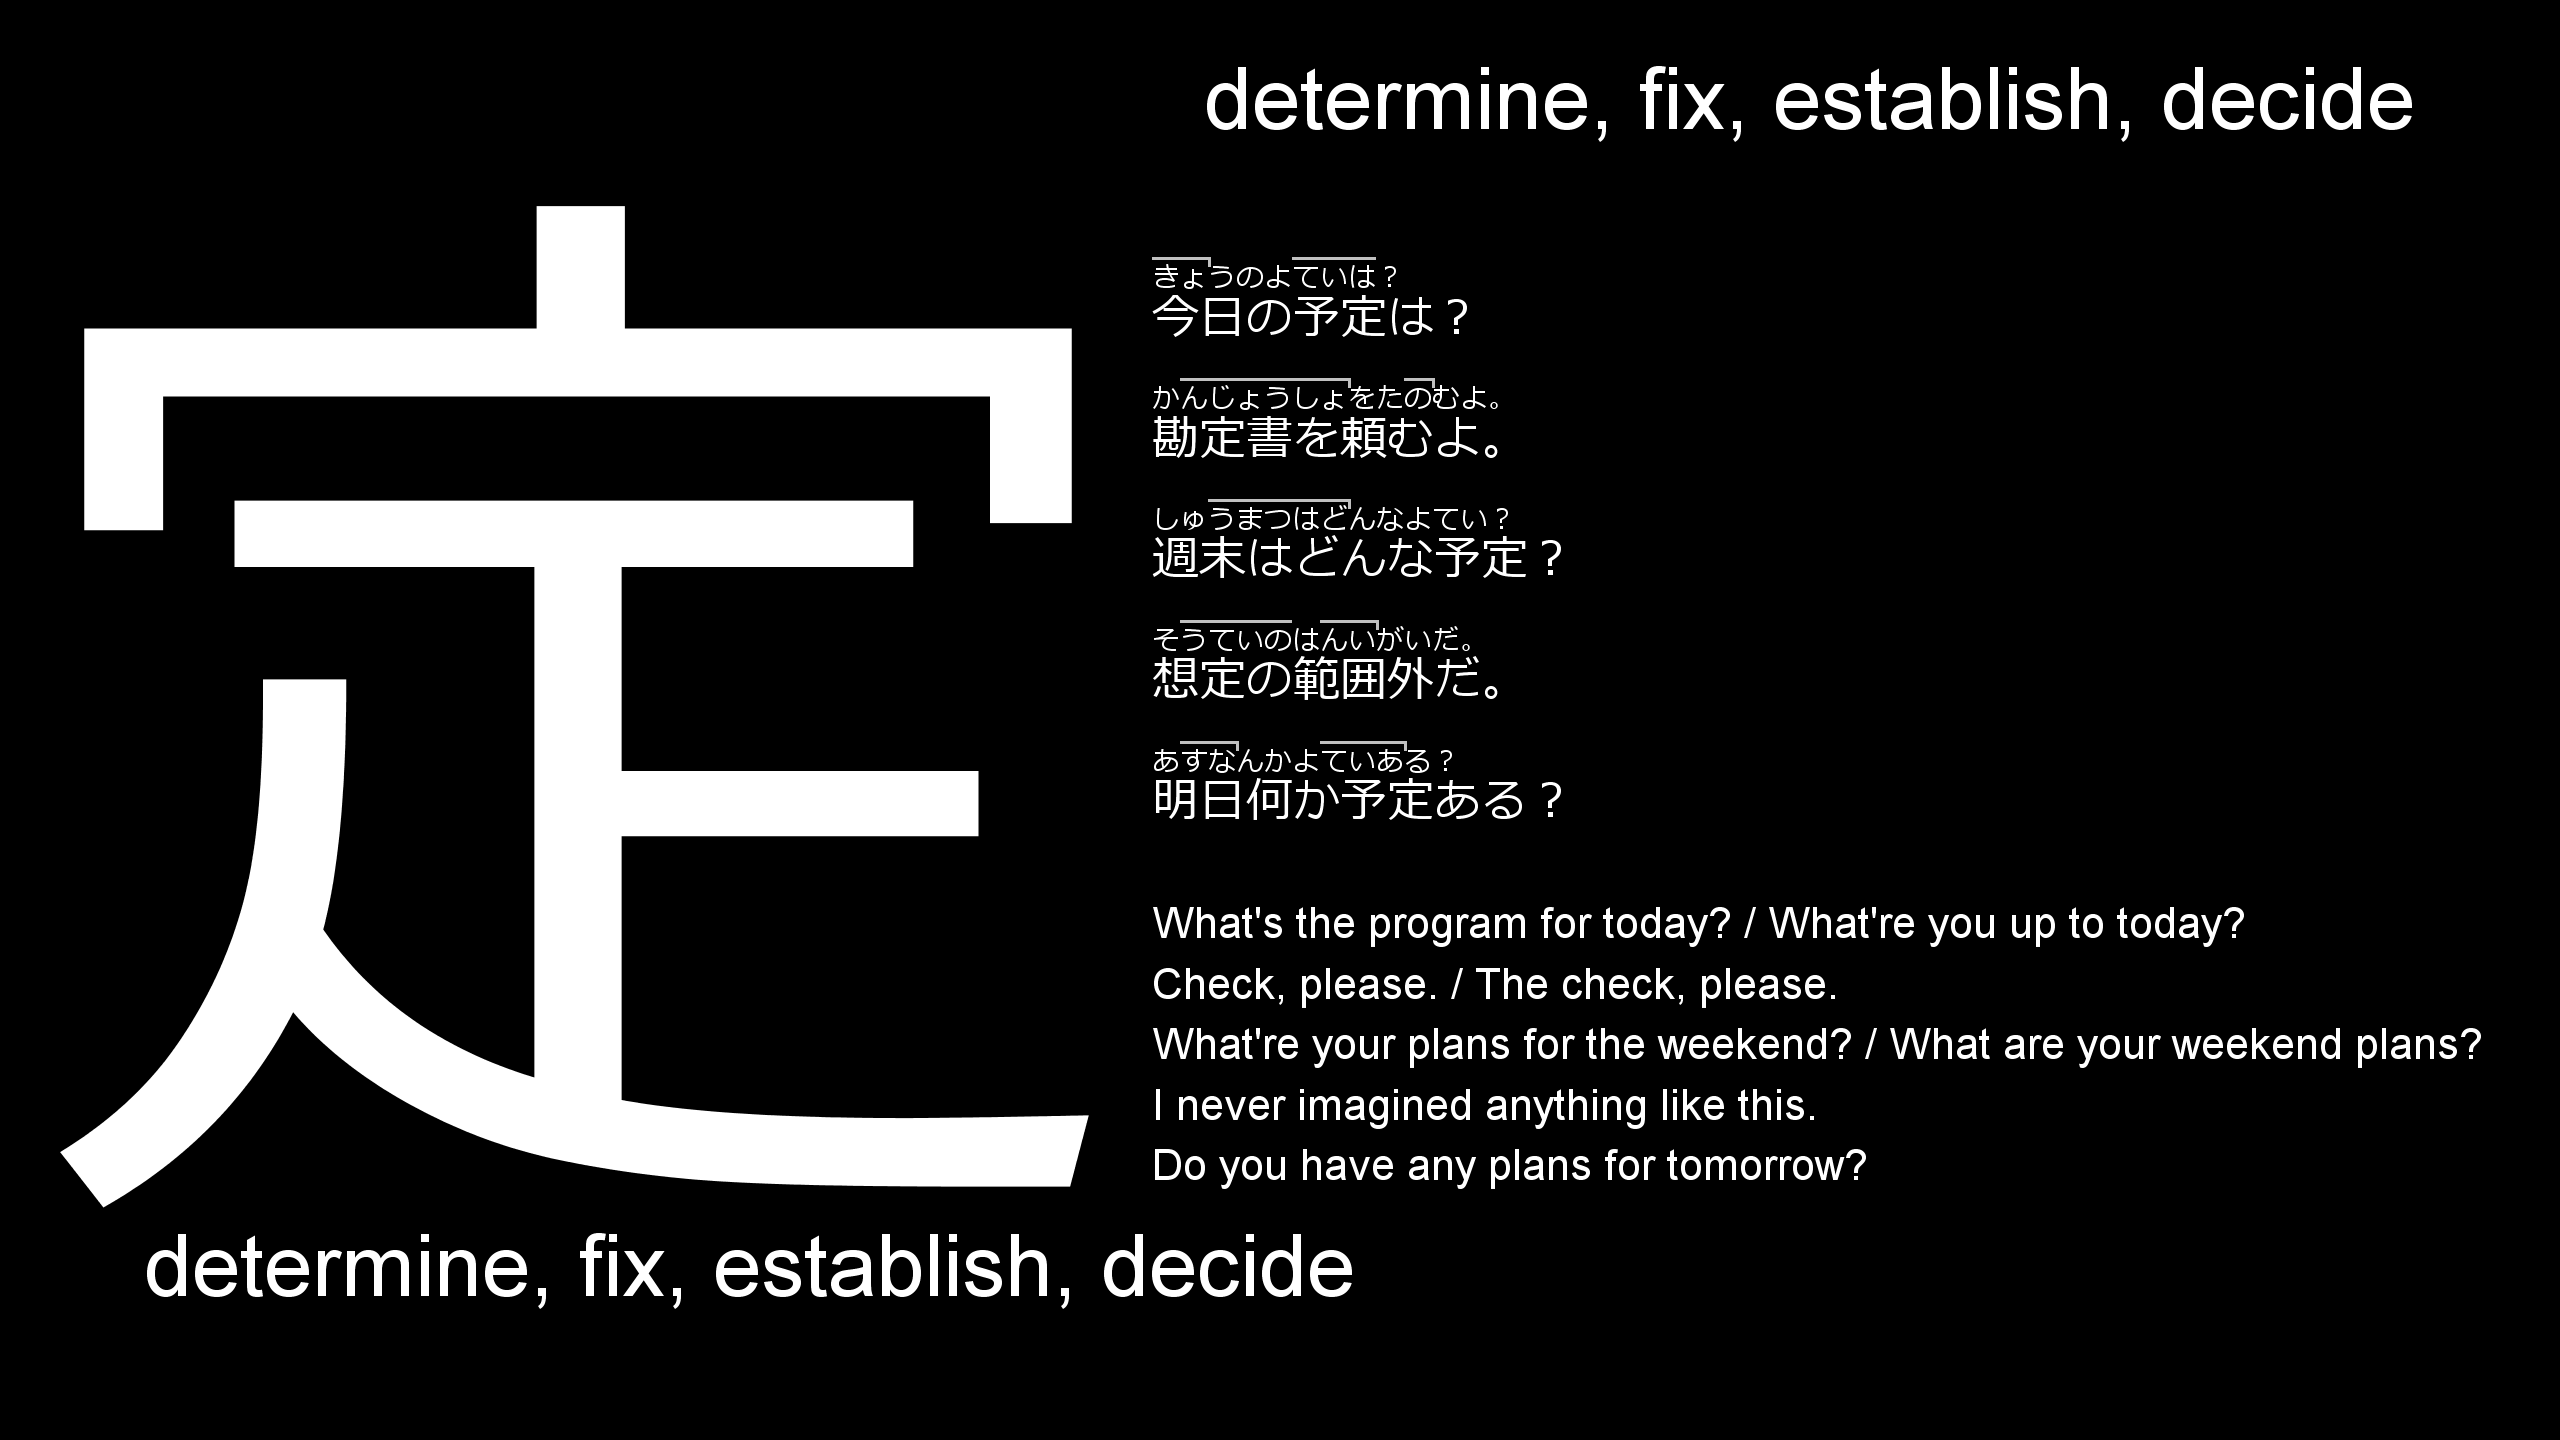 determine, fix, establish, decide
定
きょうのよていは？
今日の予定は？
かんじょうしょをたのむよ。
勘定書を頼むよ。
しゅうまつはどんなよてい？
週末はどんな予定？
そうていのはんいがいだ。
想定の範囲外だ。
あすなんかよていある？
明日何か予定ある？
What's the program for today? / What're you up to today?
Check, please. / The check, please.
What're your plans for the weekend? / What are your weekend plans?
I never imagined anything like this.
Do you have any plans for tomorrow?
determine, fix, establish, decide